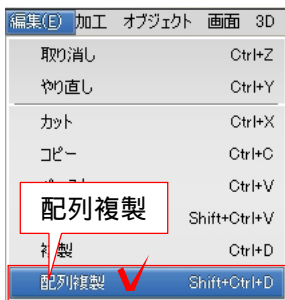 編集(E) 加工 オブジェクト 画面 3D
取り消し Ctrl+Z
やり直し Ctrl+Y
カット Ctrl+X
コピー Ctrl+C
Ctrl+V
配列複製
Shift+Ctrl+V
複製 Ctrl+D
配列複製 Shift+Ctrl+D